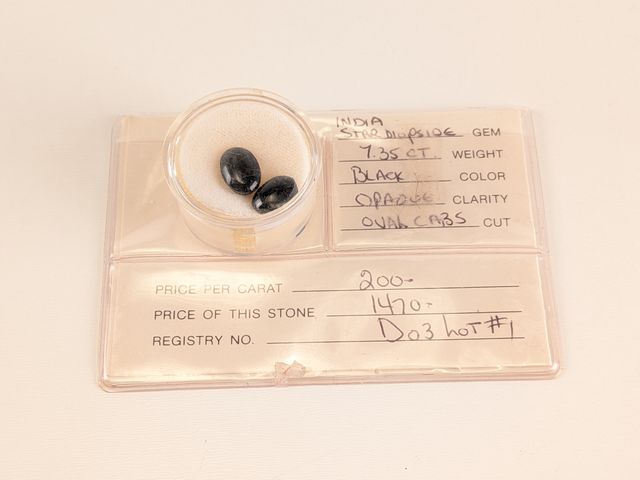 INDIA
STAR DIOPSIDE GEM
7.35 CT. WEIGHT
BLACK COLOR
OPAQUE CLARITY
OVAL CABS CUT
PRICE PER CARAT 200-
PRICE OF THIS STONE 1470-
REGISTRY NO. D03 LOT #1